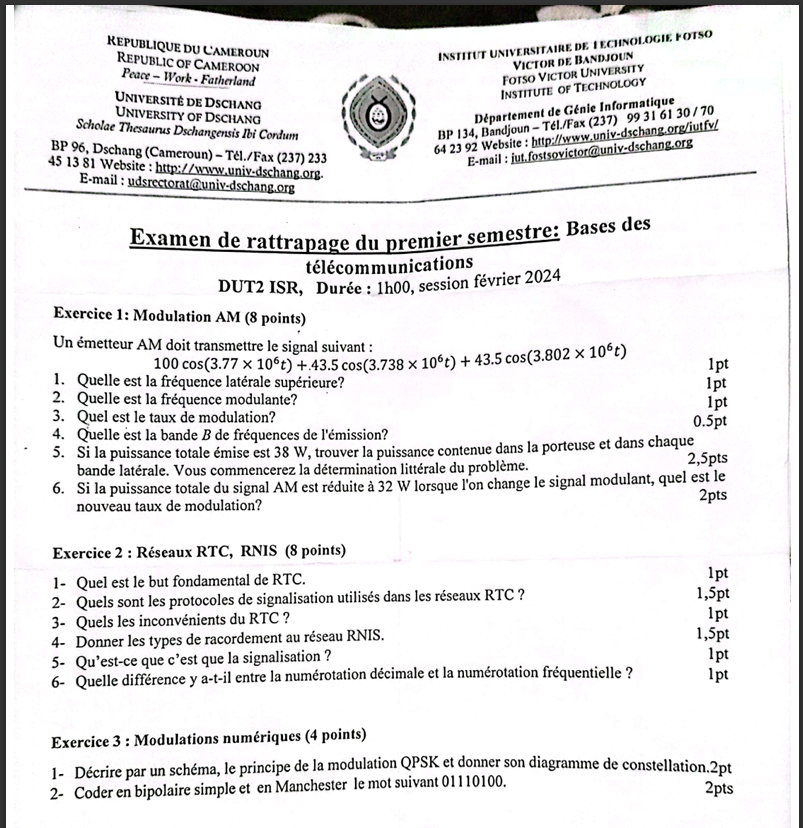 REPUBLIQUE DU CAMEROUN
REPUBLIC OF CAMEROON
Peace – Work - Fatherland
UNIVERSITÉ DE DSCHANG
UNIVERSITY OF DSCHANG
Scholae Thesaurus Dschangensis Ibi Cordum
BP 96, Dschang (Cameroun) – Tél./Fax (237) 233
45 13 81 Website : http://www.univ-dschang.org.
E-mail : udsrectorat@univ-dschang.org
INSTITUT UNIVERSITAIRE DE TECHNOLOGIE FOTSO
VICTOR DE BANDJOUN
FOTSO VICTOR UNIVERSITY
INSTITUTE OF TECHNOLOGY
Département de Génie Informatique
BP 134, Bandjoun – Tél./Fax (237) 99 31 61 30 / 70
64 23 92 Website : http://www.univ-dschang.org/iutfv/
E-mail : iut.fostsovictor@univ-dschang.org
Examen de rattrapage du premier semestre: Bases des
télécommunications
DUT2 ISR, Durée : 1h00, session février 2024
Exercice 1: Modulation AM (8 points)
Un émetteur AM doit transmettre le signal suivant :
100 cos(3.77 × 10⁶t) + 43.5 cos(3.738 × 10⁶t) + 43.5 cos(3.802 × 10⁶t)
1. Quelle est la fréquence latérale supérieure? 1pt
2. Quelle est la fréquence modulante? 1pt
3. Quel est le taux de modulation? 1pt
4. Quelle est la bande B de fréquences de l'émission? 0.5pt
5. Si la puissance totale émise est 38 W, trouver la puissance contenue dans la porteuse et dans chaque
bande latérale. Vous commencerez la détermination littérale du problème. 2,5pts
6. Si la puissance totale du signal AM est réduite à 32 W lorsque l'on change le signal modulant, quel est le
nouveau taux de modulation? 2pts
Exercice 2 : Réseaux RTC, RNIS (8 points)
1- Quel est le but fondamental de RTC. 1pt
2- Quels sont les protocoles de signalisation utilisés dans les réseaux RTC ? 1,5pt
3- Quels les inconvénients du RTC ? 1pt
4- Donner les types de racordement au réseau RNIS. 1,5pt
5- Qu'est-ce que c'est que la signalisation ? 1pt
6- Quelle différence y a-t-il entre la numérotation décimale et la numérotation fréquentielle ? 1pt
Exercice 3 : Modulations numériques (4 points)
1- Décrire par un schéma, le principe de la modulation QPSK et donner son diagramme de constellation.2pt
2- Coder en bipolaire simple et en Manchester le mot suivant 01110100. 2pts